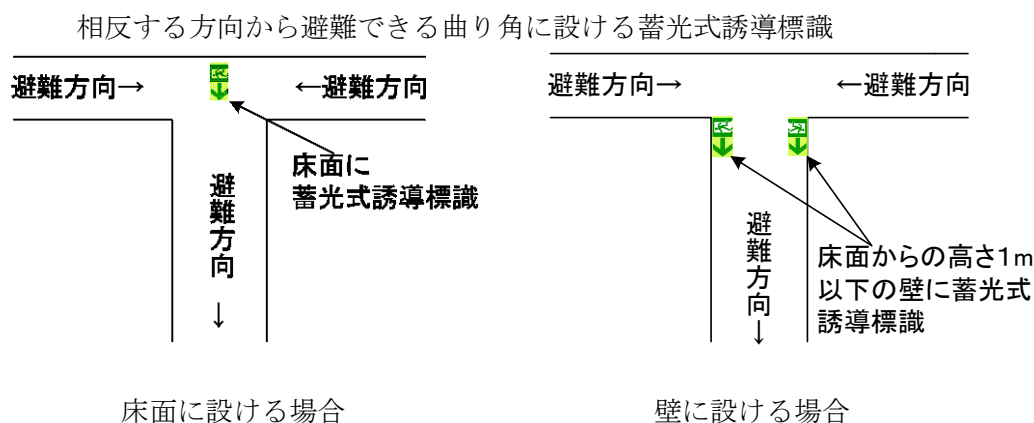 相反する方向から避難できる曲り角に設ける蓄光式誘導標識
避難方向→
←避難方向
床面に
蓄光式誘導標識
避難方向
↓
床面に設ける場合
避難方向→
←避難方向
避難方向↓
床面からの高さ1m
以下の壁に蓄光式
誘導標識
壁に設ける場合